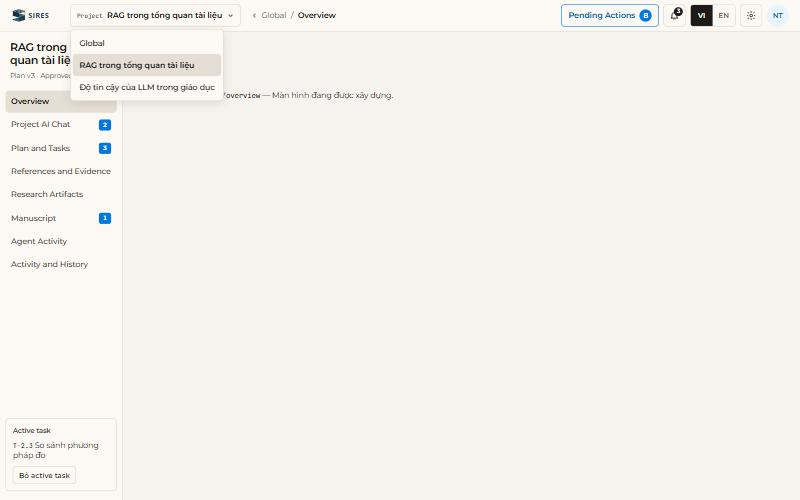 SIRES
Project RAG trong tổng quan tài liệu
Global / Overview
Pending Actions 8
3
VI EN
NT
Global
RAG trong tổng quan tài liệu
Độ tin cậy của LLM trong giáo dục
RAG trong
quan tài liệ
Plan v3 · Approve
/overview — Màn hình đang được xây dựng.
Overview
Project AI Chat 2
Plan and Tasks 3
References and Evidence
Research Artifacts
Manuscript 1
Agent Activity
Activity and History
Active task
T-2.3 So sánh phương
pháp đo
Bỏ active task